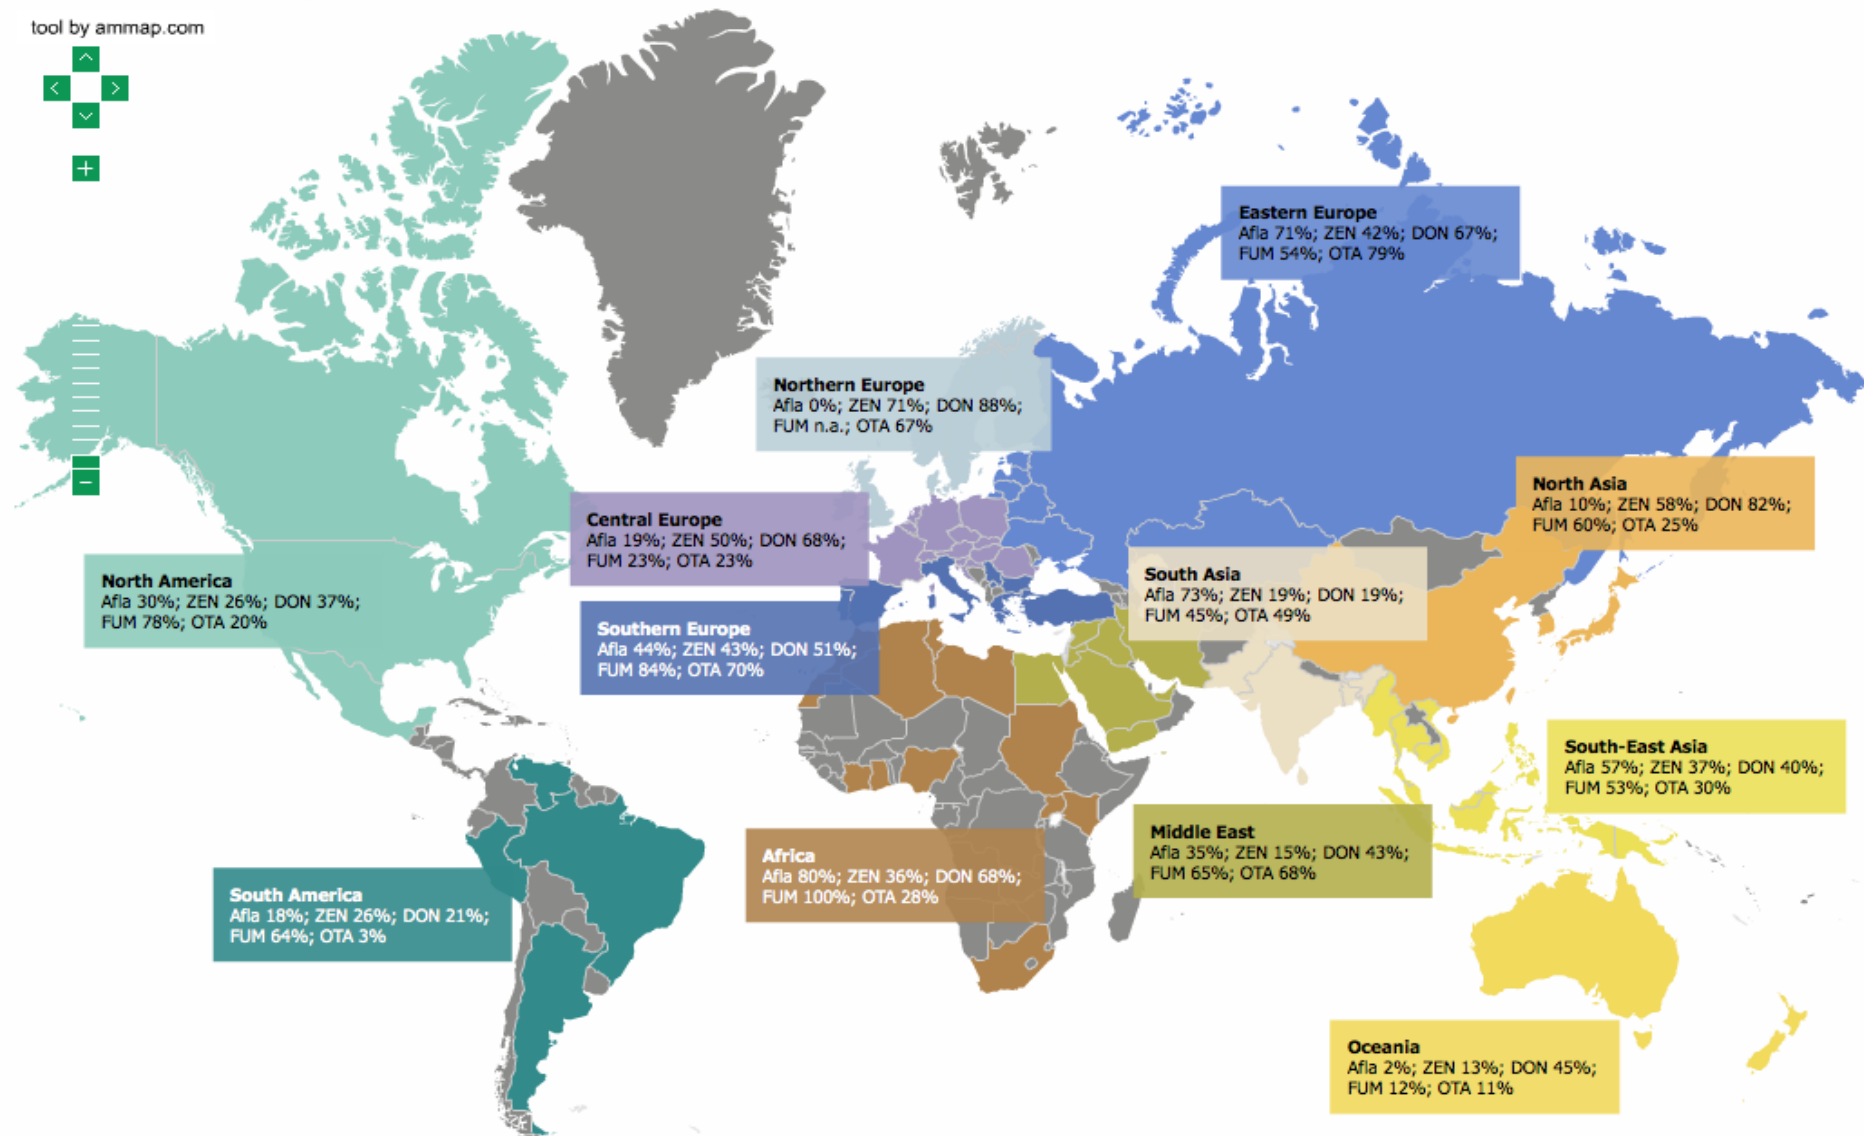 tool by ammap.com
Eastern Europe
Afla 71%; ZEN 42%; DON 67%;
FUM 54%; OTA 79%
Northern Europe
Afla 0%; ZEN 71%; DON 88%;
FUM n.a.; OTA 67%
North Asia
Afla 10%; ZEN 58%; DON 82%;
FUM 60%; OTA 25%
Central Europe
Afla 19%; ZEN 50%; DON 68%;
FUM 23%; OTA 23%
South Asia
Afla 73%; ZEN 19%; DON 19%;
FUM 45%; OTA 49%
North America
Afla 30%; ZEN 26%; DON 37%;
FUM 78%; OTA 20%
Southern Europe
Afla 44%; ZEN 43%; DON 51%;
FUM 84%; OTA 70%
South-East Asia
Afla 57%; ZEN 37%; DON 40%;
FUM 53%; OTA 30%
Middle East
Afla 35%; ZEN 15%; DON 43%;
FUM 65%; OTA 68%
Africa
Afla 80%; ZEN 36%; DON 68%;
FUM 100%; OTA 28%
South America
Afla 18%; ZEN 26%; DON 21%;
FUM 64%; OTA 3%
Oceania
Afla 2%; ZEN 13%; DON 45%;
FUM 12%; OTA 11%